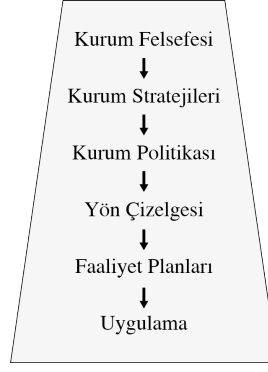 Kurum Felsefesi
Kurum Stratejileri
Kurum Politikası
Yön Çizelgesi
Faaliyet Planları
Uygulama